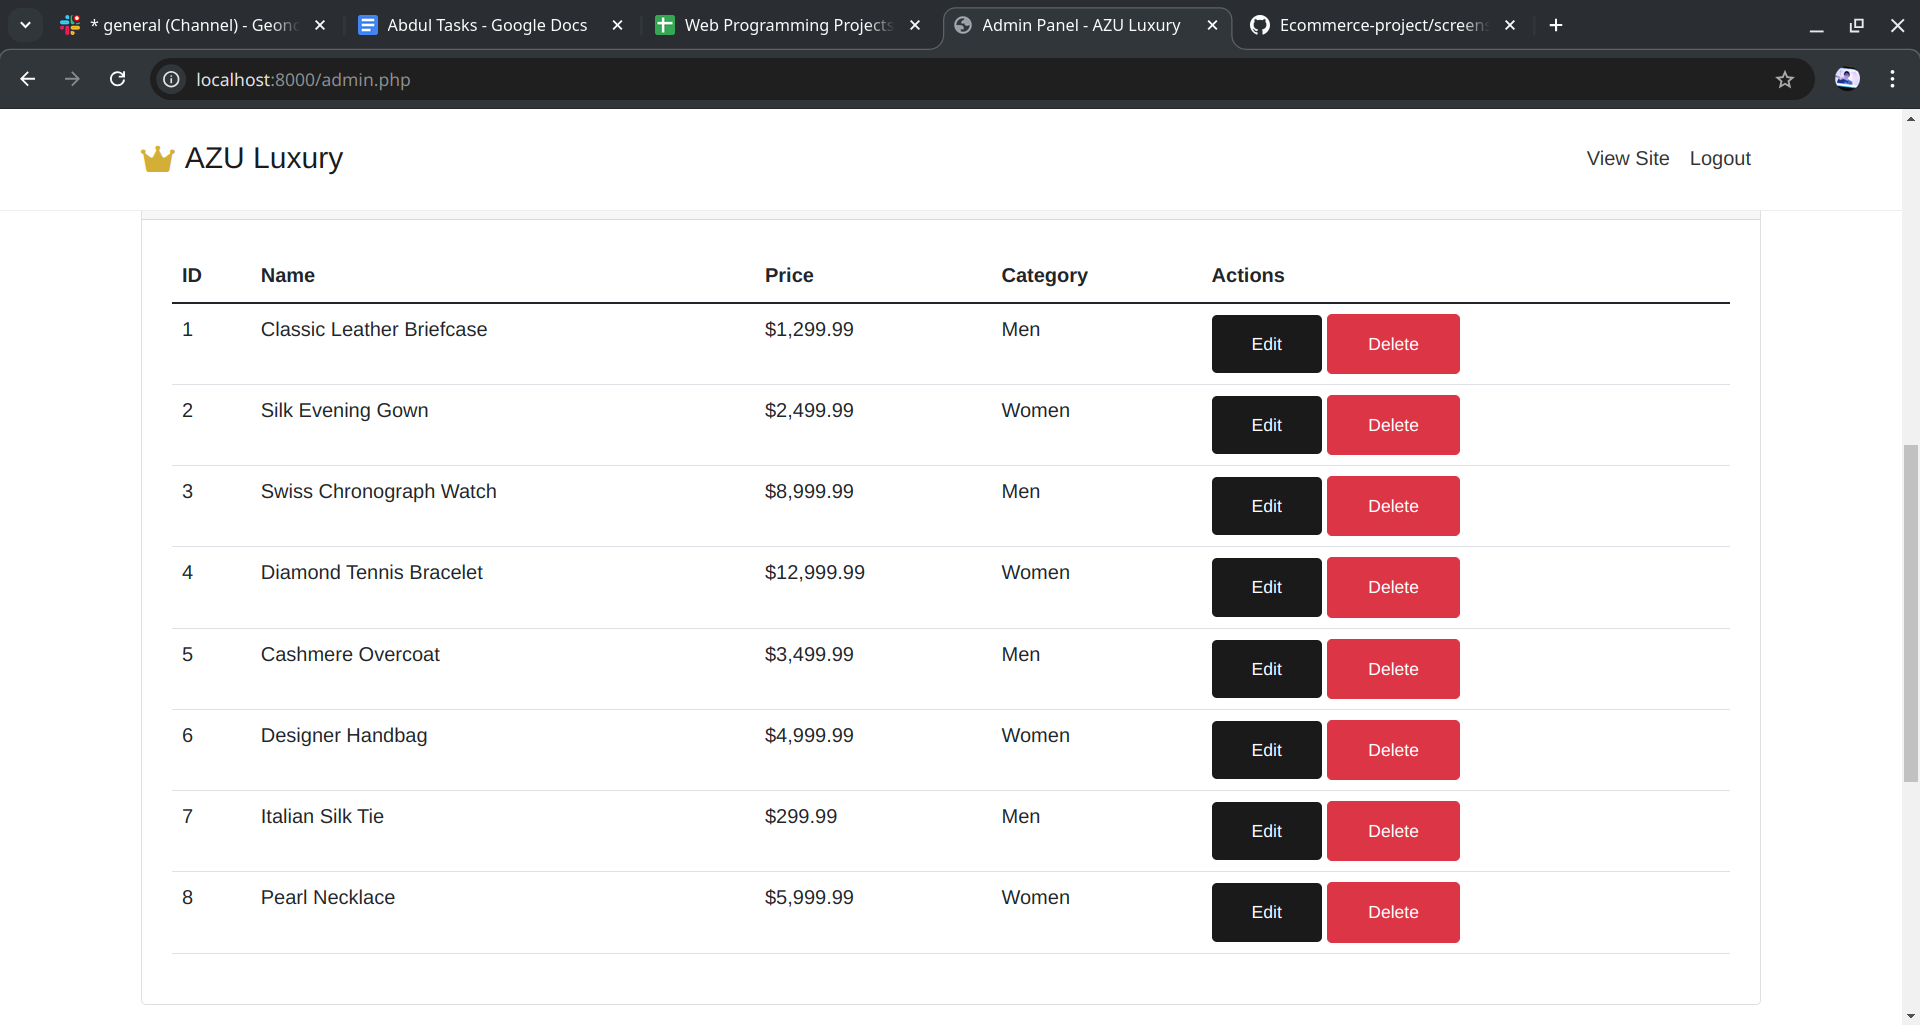 * general (Channel) - Geon
Abdul Tasks - Google Docs
Web Programming Projects
Admin Panel - AZU Luxury
Ecommerce-project/screens
localhost:8000/admin.php
AZU Luxury
View Site Logout
ID Name Price Category Actions
1 Classic Leather Briefcase $1,299.99 Men Edit Delete
2 Silk Evening Gown $2,499.99 Women Edit Delete
3 Swiss Chronograph Watch $8,999.99 Men Edit Delete
4 Diamond Tennis Bracelet $12,999.99 Women Edit Delete
5 Cashmere Overcoat $3,499.99 Men Edit Delete
6 Designer Handbag $4,999.99 Women Edit Delete
7 Italian Silk Tie $299.99 Men Edit Delete
8 Pearl Necklace $5,999.99 Women Edit Delete